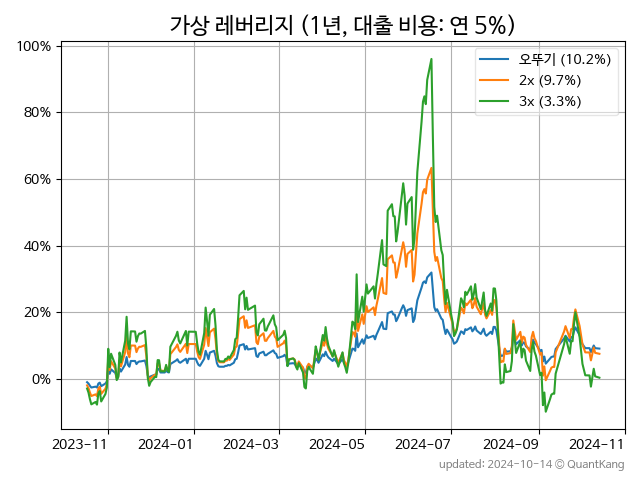 가상 레버리지 (1년, 대출 비용: 연 5%)
100%
80%
60%
40%
20%
0%
오뚜기 (10.2%)
2x (9.7%)
3x (3.3%)
2023-11
2024-01
2024-03
2024-05
2024-07
2024-09
2024-11
updated: 2024-10-14 © QuantKang